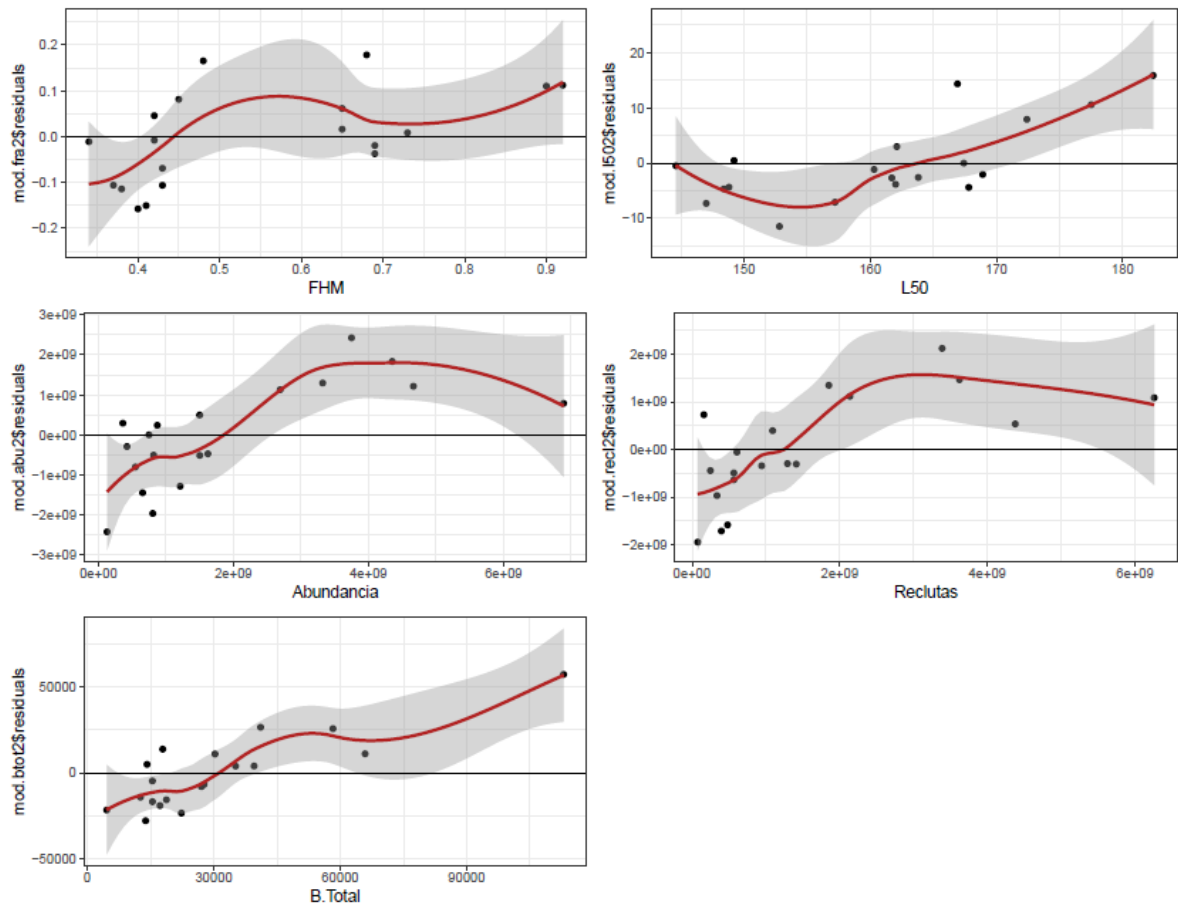 mod.fra2$residuals
0.2
0.1
0.0
−0.1
−0.2
0.4 0.5 0.6 0.7 0.8 0.9
FHM
mod.l502$residuals
20
10
0
−10
150 160 170 180
L50
mod.abu2$residuals
3e+09
2e+09
1e+09
0e+00
−1e+09
−2e+09
−3e+09
0e+00 2e+09 4e+09 6e+09
Abundancia
mod.recl2$residuals
2e+09
1e+09
0e+00
−1e+09
−2e+09
0e+00 2e+09 4e+09 6e+09
Reclutas
mod.btot2$residuals
50000
0
−50000
0 30000 60000 90000
B.Total